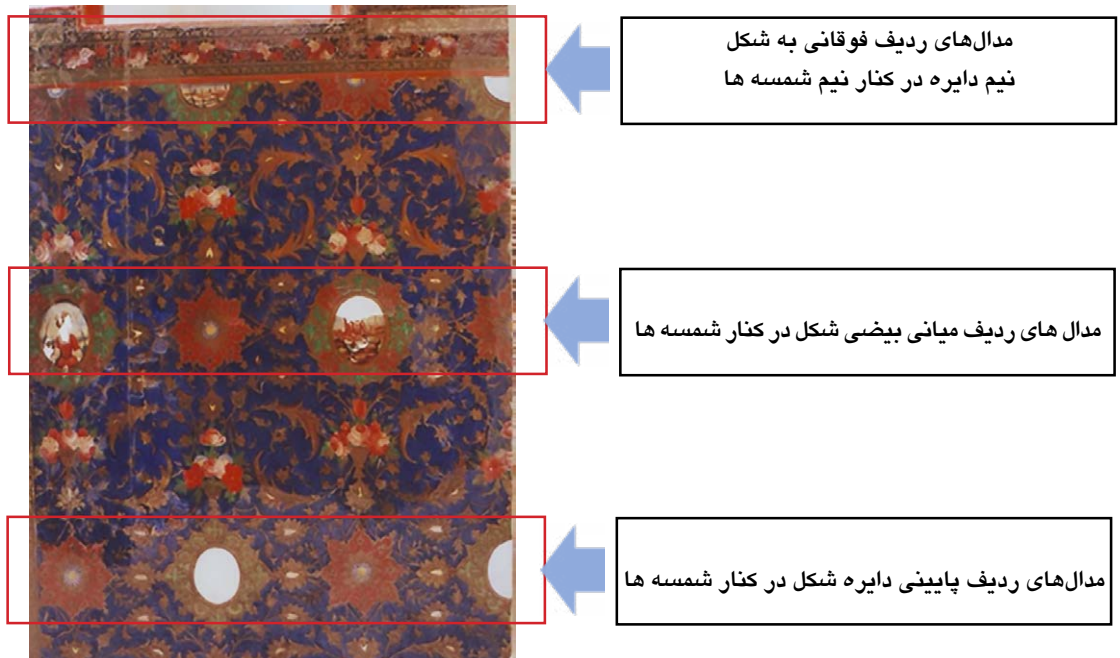 مدال‌های ردیف فوقانی به شکل
نیم دایره در کنار نیم شمسه ها
مدال های ردیف میانی بیضی شکل در کنار شمسه ها
مدال‌های ردیف پایینی دایره شکل در کنار شمسه ها